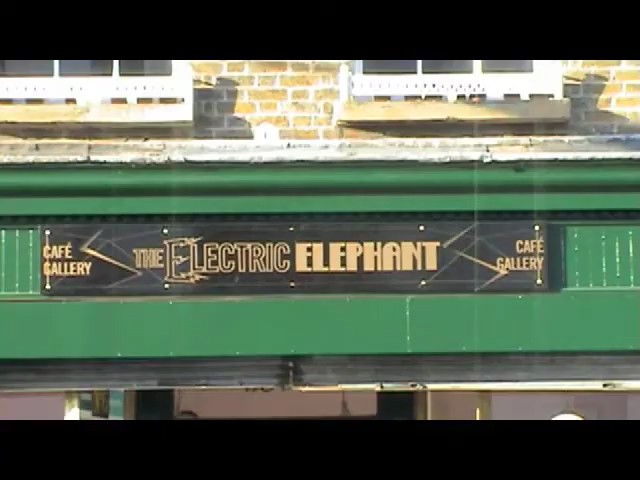 CAFÉ
GALLERY
THE ELECTRIC ELEPHANT
CAFÉ
GALLERY